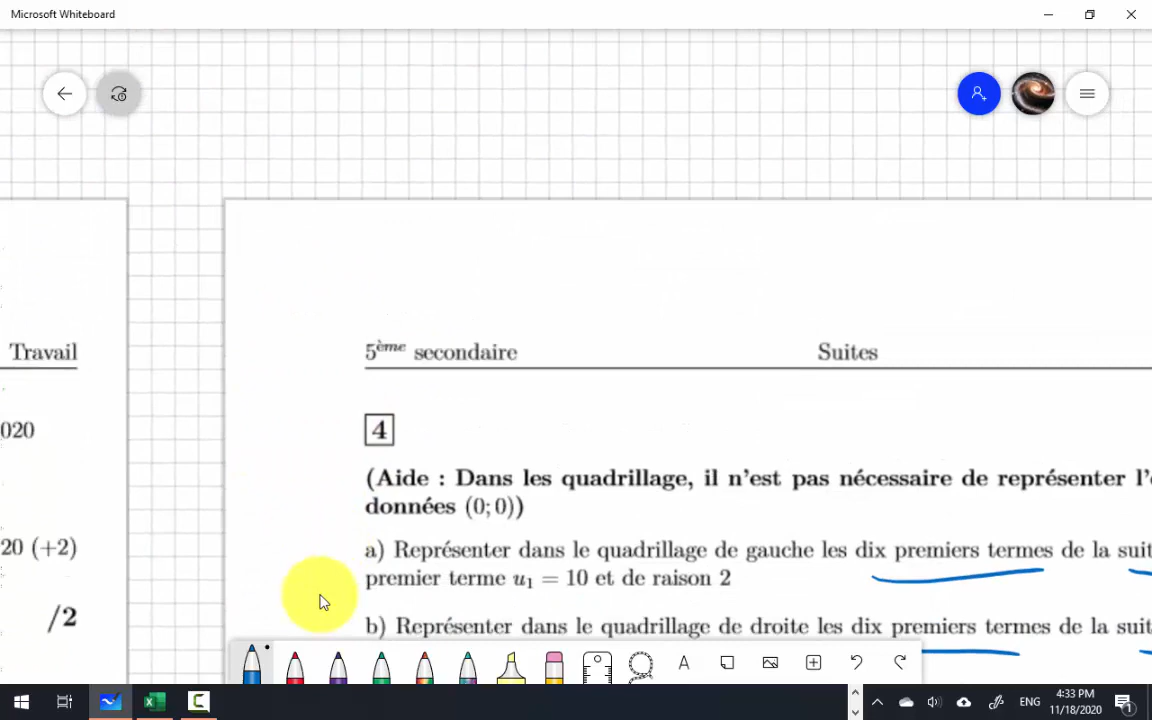 Microsoft Whiteboard
Travail
5ème secondaire
Suites
020
4
(Aide : Dans les quadrillage, il n'est pas nécessaire de représenter l'
données (0; 0))
20 (+2)
a) Représenter dans le quadrillage de gauche les dix premiers termes de la suit
premier terme u₁ = 10 et de raison 2
/2
b) Représenter dans le quadrillage de droite les dix premiers termes de la suit
ENG
4:33 PM
11/18/2020